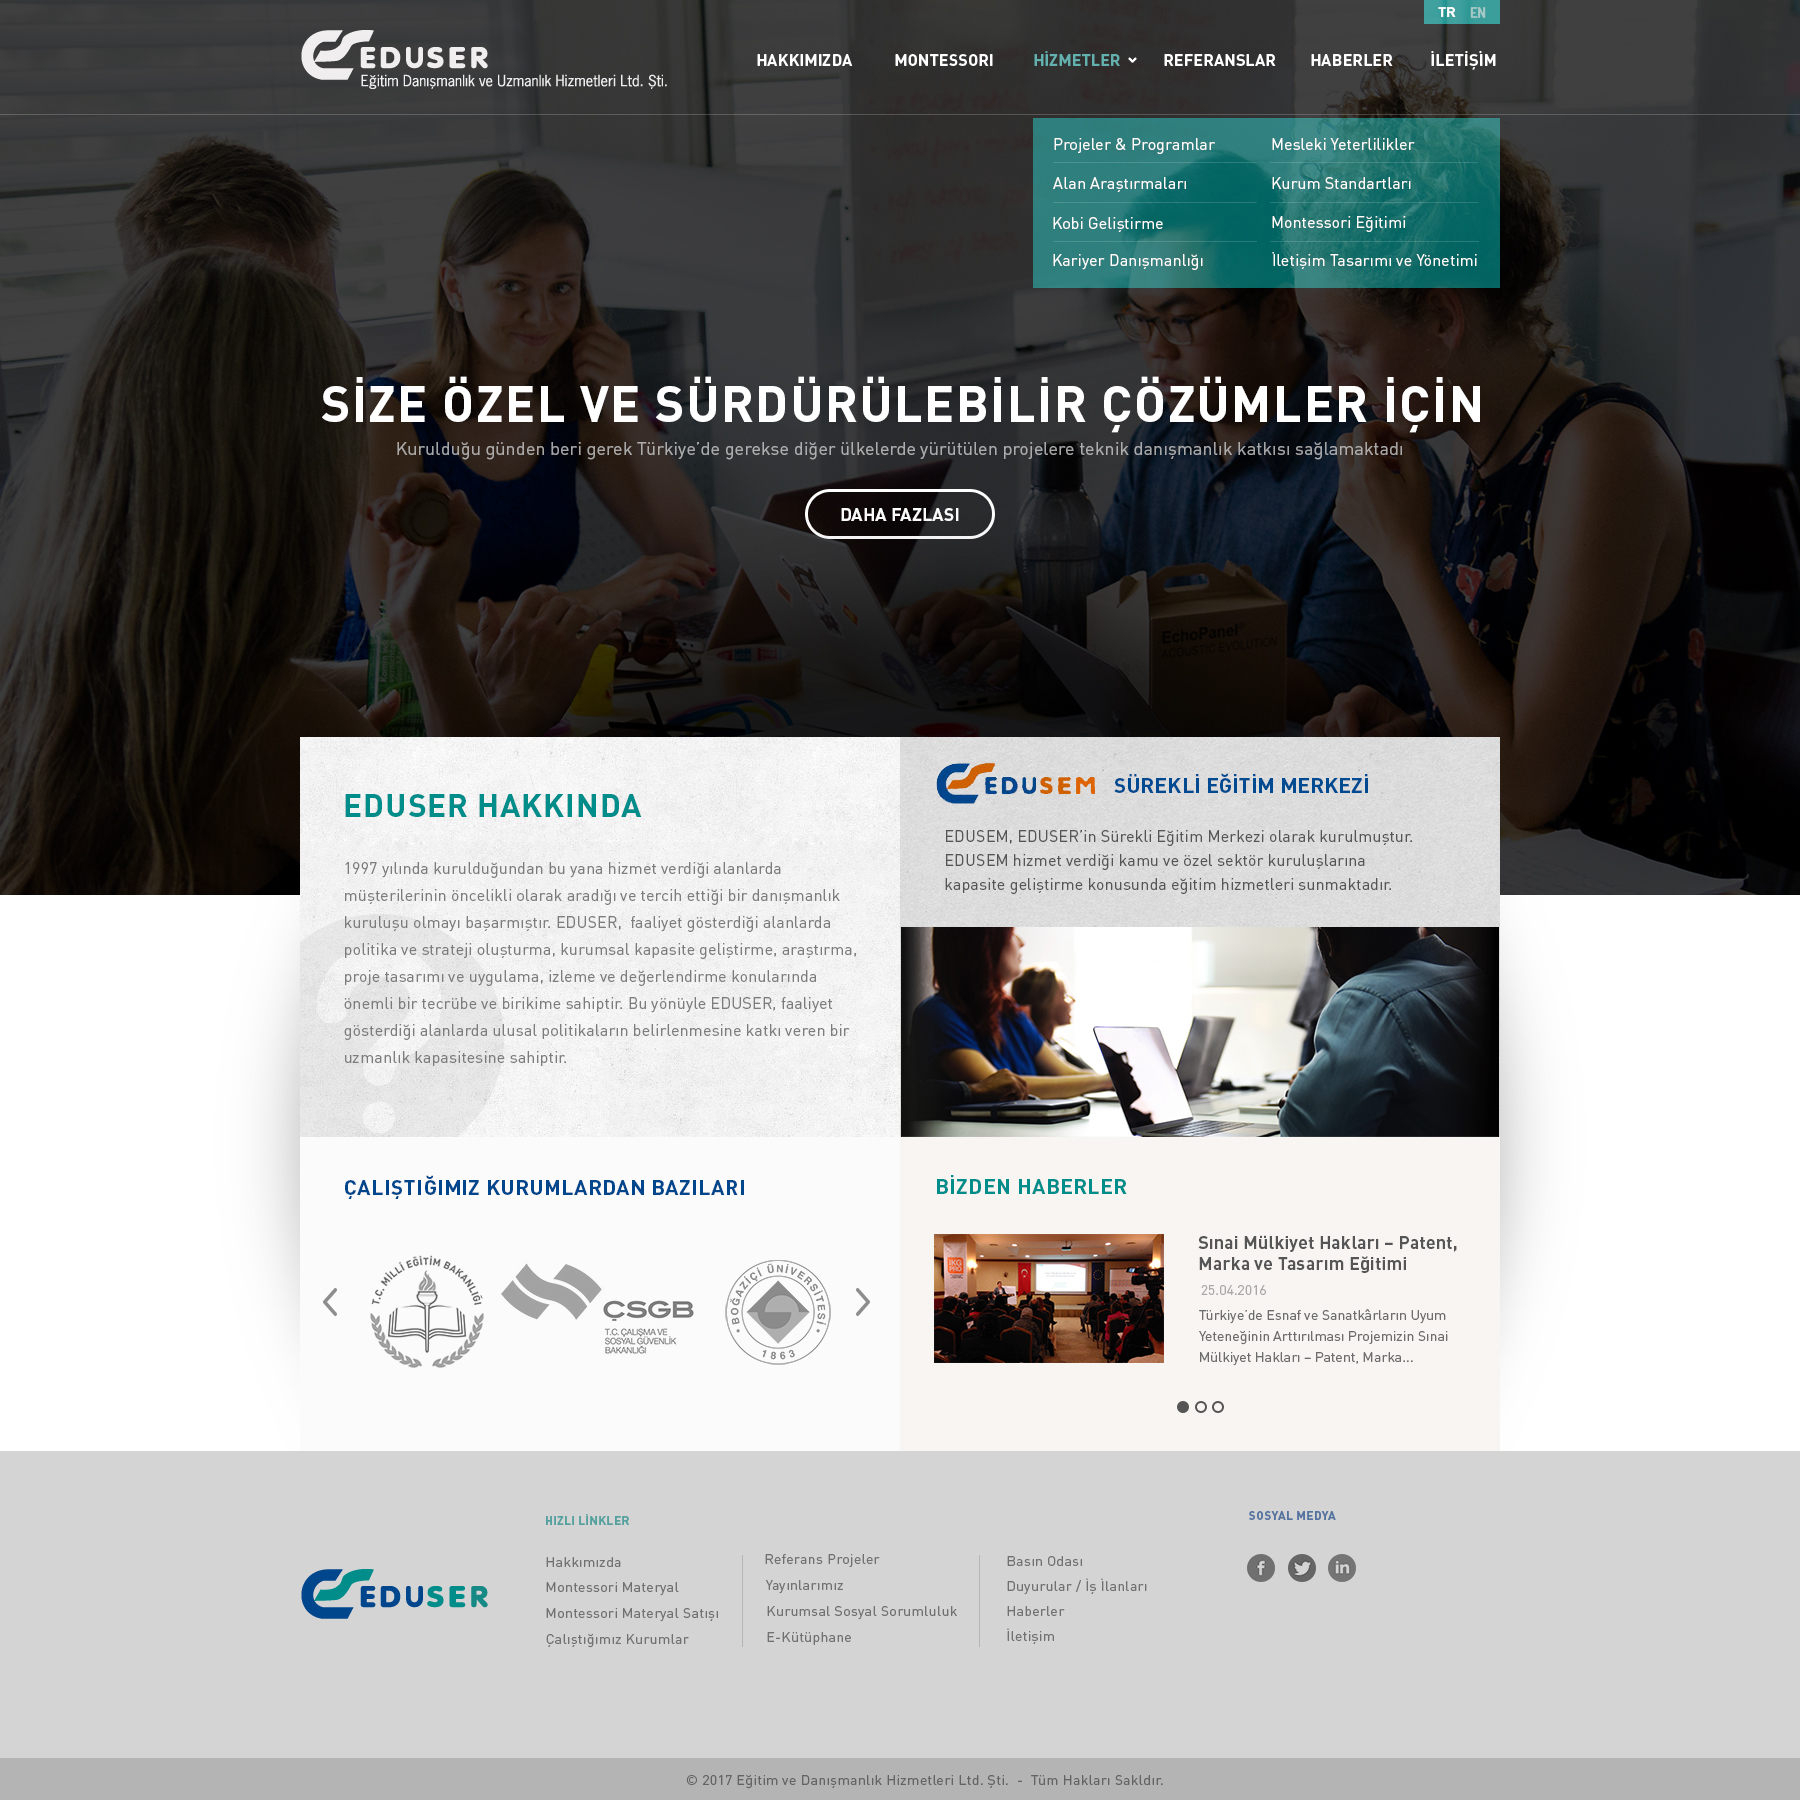 TR EN
EDUSER
Eğitim Danışmanlık ve Uzmanlık Hizmetleri Ltd. Şti.
HAKKIMIZDA MONTESSORI HİZMETLER REFERANSLAR HABERLER İLETİŞİM
Projeler & Programlar
Alan Araştırmaları
Kobi Geliştirme
Kariyer Danışmanlığı
Mesleki Yeterlilikler
Kurum Standartları
Montessori Eğitimi
İletişim Tasarımı ve Yönetimi
SİZE ÖZEL VE SÜRDÜRÜLEBİLİR ÇÖZÜMLER İÇİN
Kurulduğu günden beri gerek Türkiye'de gerekse diğer ülkelerde yürütülen projelere teknik danışmanlık katkısı sağlamaktadı
DAHA FAZLASI
EchoPanel®
ACOUSTIC EVOLUTION
EDUSER HAKKINDA
1997 yılında kurulduğundan bu yana hizmet verdiği alanlarda
müşterilerinin öncelikli olarak aradığı ve tercih ettiği bir danışmanlık
kuruluşu olmayı başarmıştır. EDUSER, faaliyet gösterdiği alanlarda
politika ve strateji oluşturma, kurumsal kapasite geliştirme, araştırma,
proje tasarımı ve uygulama, izleme ve değerlendirme konularında
önemli bir tecrübe ve birikime sahiptir. Bu yönüyle EDUSER, faaliyet
gösterdiği alanlarda ulusal politikaların belirlenmesine katkı veren bir
uzmanlık kapasitesine sahiptir.
EDUSEM SÜREKLİ EĞİTİM MERKEZİ
EDUSEM, EDUSER'in Sürekli Eğitim Merkezi olarak kurulmuştur.
EDUSEM hizmet verdiği kamu ve özel sektör kuruluşlarına
kapasite geliştirme konusunda eğitim hizmetleri sunmaktadır.
ÇALIŞTIĞIMIZ KURUMLARDAN BAZILARI
T.C. MİLLİ EĞİTİM BAKANLIĞI
ÇSGB
T.C. ÇALIŞMA VE
SOSYAL GÜVENLİK
BAKANLIĞI
• BOĞAZİÇİ ÜNİVERSİTESİ •
1863
BİZDEN HABERLER
IKG
PRO
Sınai Mülkiyet Hakları – Patent,
Marka ve Tasarım Eğitimi
25.04.2016
Türkiye'de Esnaf ve Sanatkârların Uyum
Yeteneğinin Arttırılması Projemizin Sınai
Mülkiyet Hakları – Patent, Marka...
EDUSER
HIZLI LİNKLER
Hakkımızda
Montessori Materyal
Montessori Materyal Satışı
Çalıştığımız Kurumlar
Referans Projeler
Yayınlarımız
Kurumsal Sosyal Sorumluluk
E-Kütüphane
Basın Odası
Duyurular / İş İlanları
Haberler
İletişim
SOSYAL MEDYA
f
in
© 2017 Eğitim ve Danışmanlık Hizmetleri Ltd. Şti. - Tüm Hakları Sakldır.